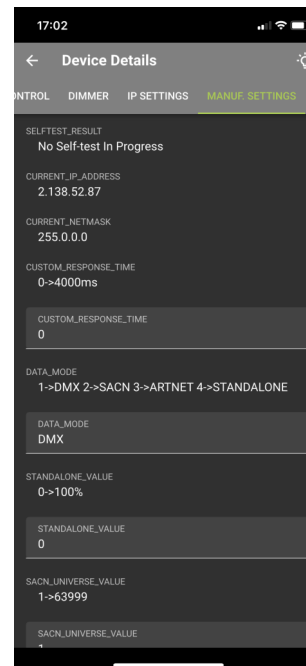 17:02
Device Details
ONTROL DIMMER IP SETTINGS MANUF. SETTINGS
SELFTEST_RESULT
No Self-test In Progress
CURRENT_IP_ADDRESS
2.138.52.87
CURRENT_NETMASK
255.0.0.0
CUSTOM_RESPONSE_TIME
0->4000ms
CUSTOM_RESPONSE_TIME
0
DATA_MODE
1->DMX 2->SACN 3->ARTNET 4->STANDALONE
DATA_MODE
DMX
STANDALONE_VALUE
0->100%
STANDALONE_VALUE
0
SACN_UNIVERSE_VALUE
1->63999
SACN_UNIVERSE_VALUE
1